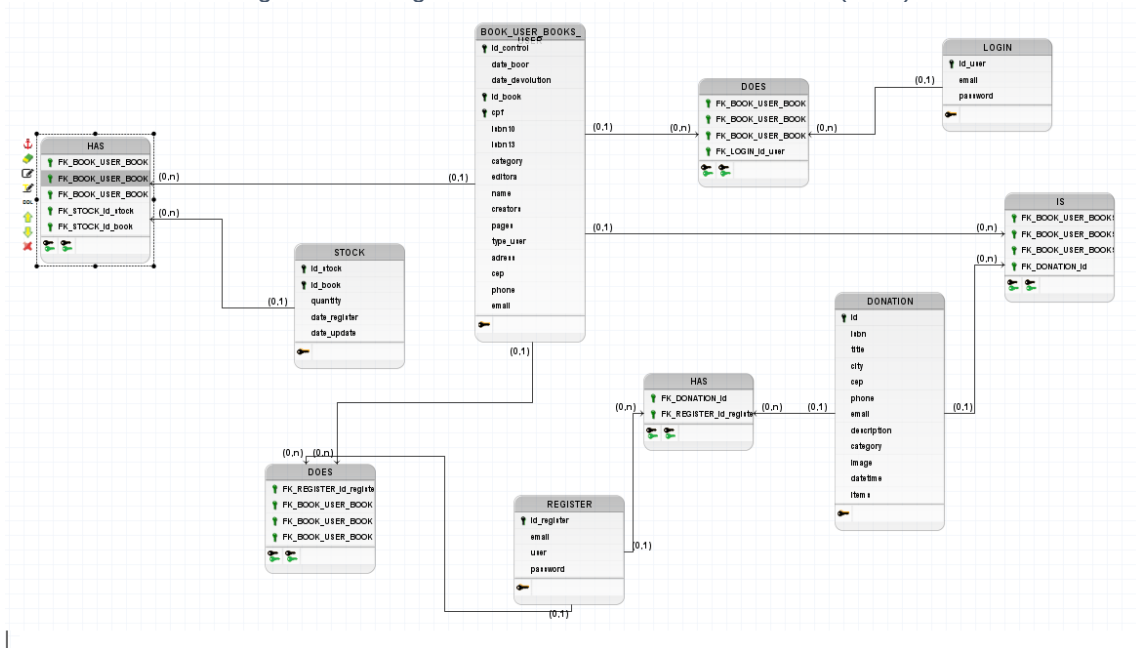 BOOK_USER_BOOKS_
USER
id_control
date_boor
date_devolution
id_book
cpf
isbn10
isbn13
category
editora
name
creators
pages
type_user
adress
cep
phone
email
LOGIN
id_user
email
password
DOES
FK_BOOK_USER_BOOK
FK_BOOK_USER_BOOK
FK_BOOK_USER_BOOK
FK_LOGIN_id_user
(0,1)
(0,n)
(0,n)
(0,1)
HAS
FK_BOOK_USER_BOOK
FK_BOOK_USER_BOOK
FK_BOOK_USER_BOOK
FK_STOCK_id_stock
FK_STOCK_id_book
DDL
(0,n)
(0,1)
(0,n)
(0,1)
STOCK
id_stock
id_book
quantity
date_register
date_update
IS
FK_BOOK_USER_BOOKS
FK_BOOK_USER_BOOKS
FK_BOOK_USER_BOOKS
FK_DONATION_id
(0,1)
(0,n)
(0,n)
(0,1)
DONATION
id
isbn
title
city
cep
phone
email
description
category
image
datetime
items
HAS
FK_DONATION_id
FK_REGISTER_id_registe
(0,n)
(0,n)
(0,1)
(0,1)
(0,1)
(0,n)
(0,n)
DOES
FK_REGISTER_id_registe
FK_BOOK_USER_BOOK
FK_BOOK_USER_BOOK
FK_BOOK_USER_BOOK
REGISTER
id_register
email
user
password
(0,1)